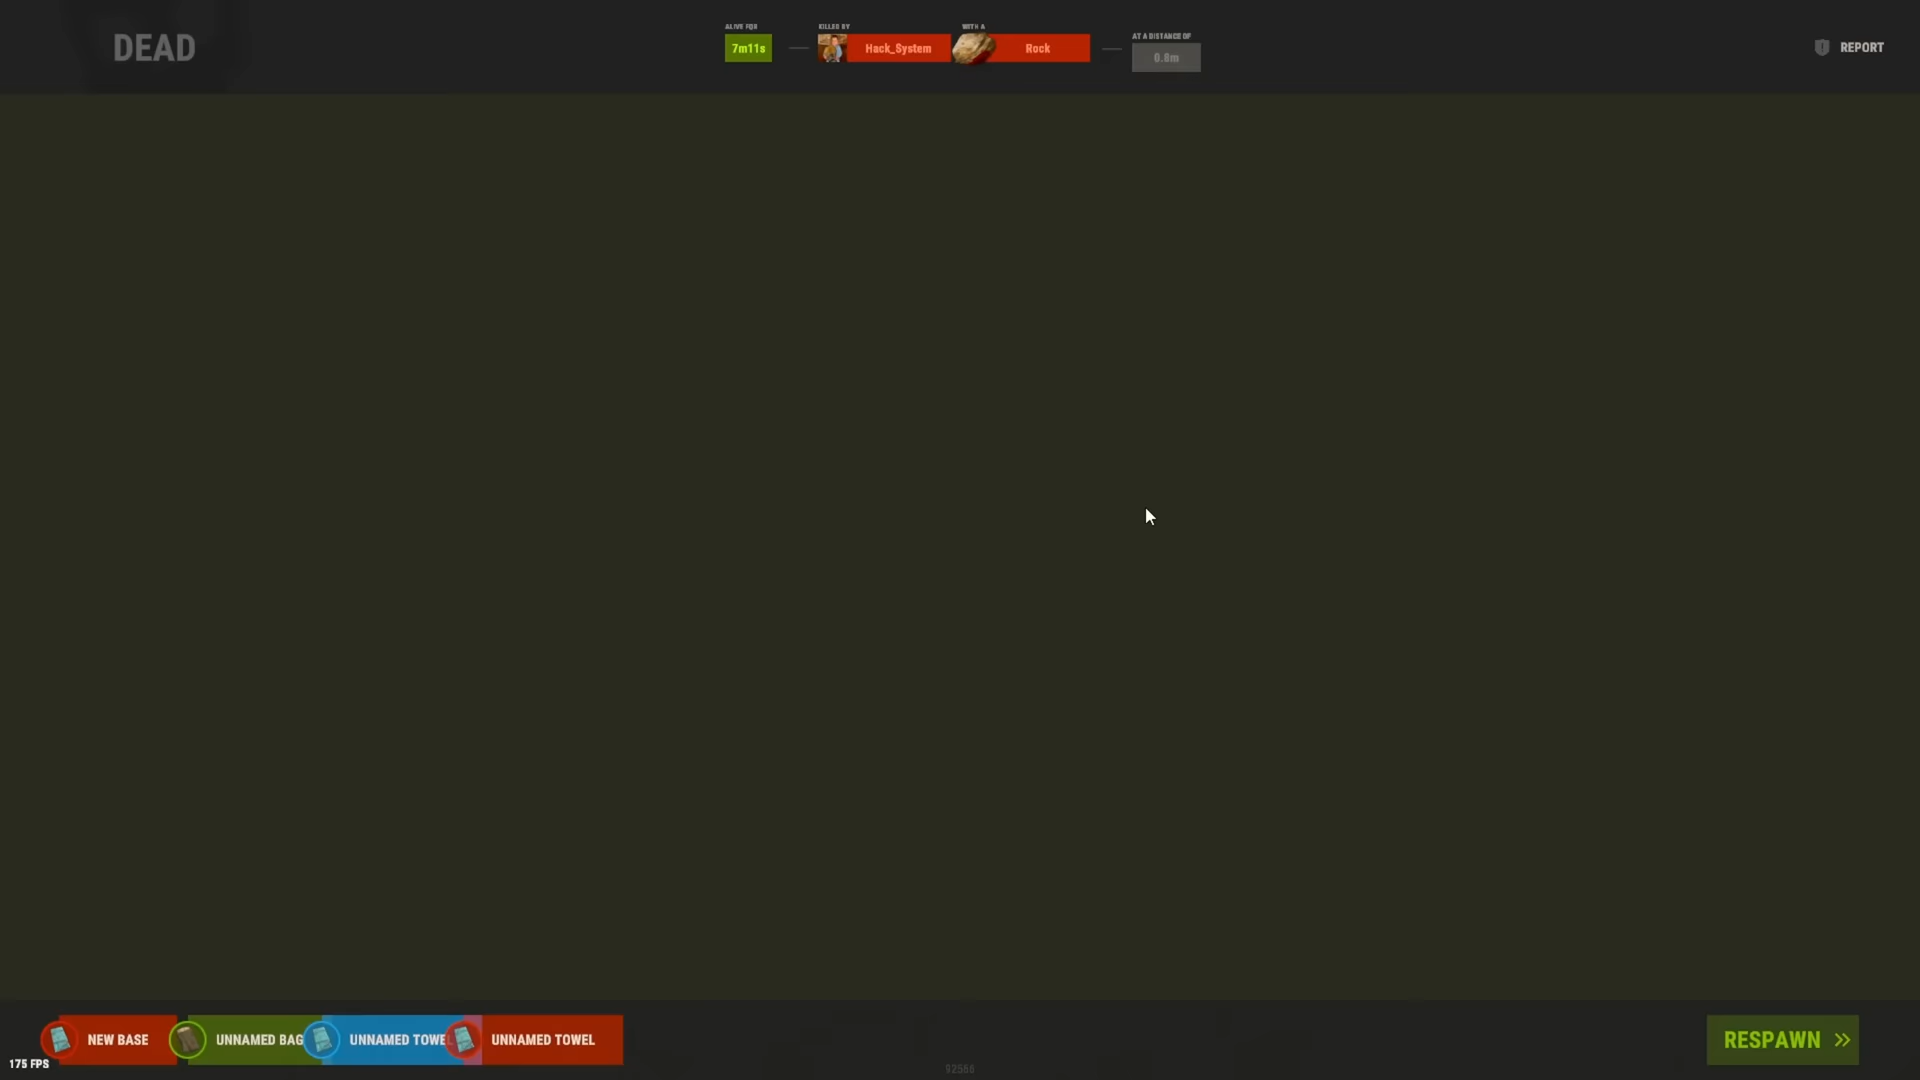 DEAD
ALIVE FOR
7m11s
KILLED BY
Hack_System
WITH A
Rock
AT A DISTANCE OF
0.8m
REPORT
NEW BASE
UNNAMED BAG
UNNAMED TOWE
UNNAMED TOWEL
RESPAWN
175 FPS
92566